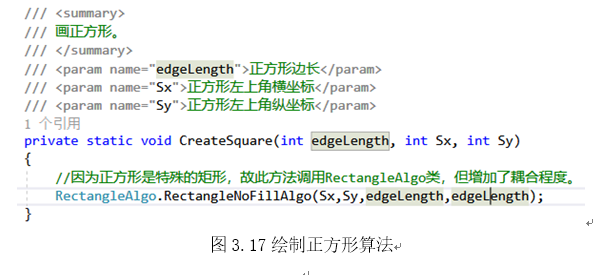 /// <summary>
/// 画正方形。
/// </summary>
/// <param name="edgeLength">正方形边长</param>
/// <param name="Sx">正方形左上角横坐标</param>
/// <param name="Sy">正方形左上角纵坐标</param>
1 个引用
private static void CreateSquare(int edgeLength, int Sx, int Sy)
{
//因为正方形是特殊的矩形，故此方法调用RectangleAlgo类，但增加了耦合程度。
RectangleAlgo.RectangleNoFillAlgo(Sx,Sy,edgeLength,edgeLength);
}
图 3.17 绘制正方形算法